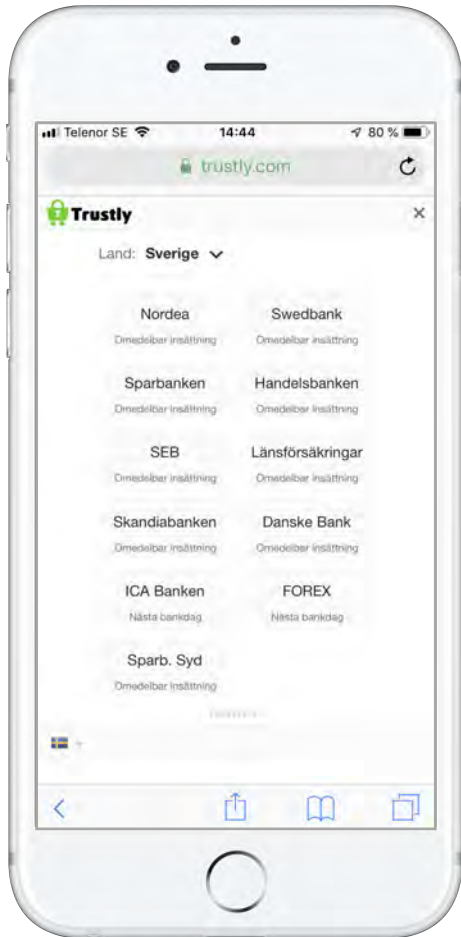 Telenor SE 14:44 80 %
trustly.com
Trustly ×
Land: Sverige
Nordea Swedbank
Omedelbar insättning Omedelbar insättning
Sparbanken Handelsbanken
Omedelbar insättning Omedelbar insättning
SEB Länsförsäkringar
Omedelbar insättning Omedelbar insättning
Skandiabanken Danske Bank
Omedelbar insättning Omedelbar insättning
ICA Banken FOREX
Nästa bankdag Nästa bankdag
Sparb. Syd
Omedelbar insättning